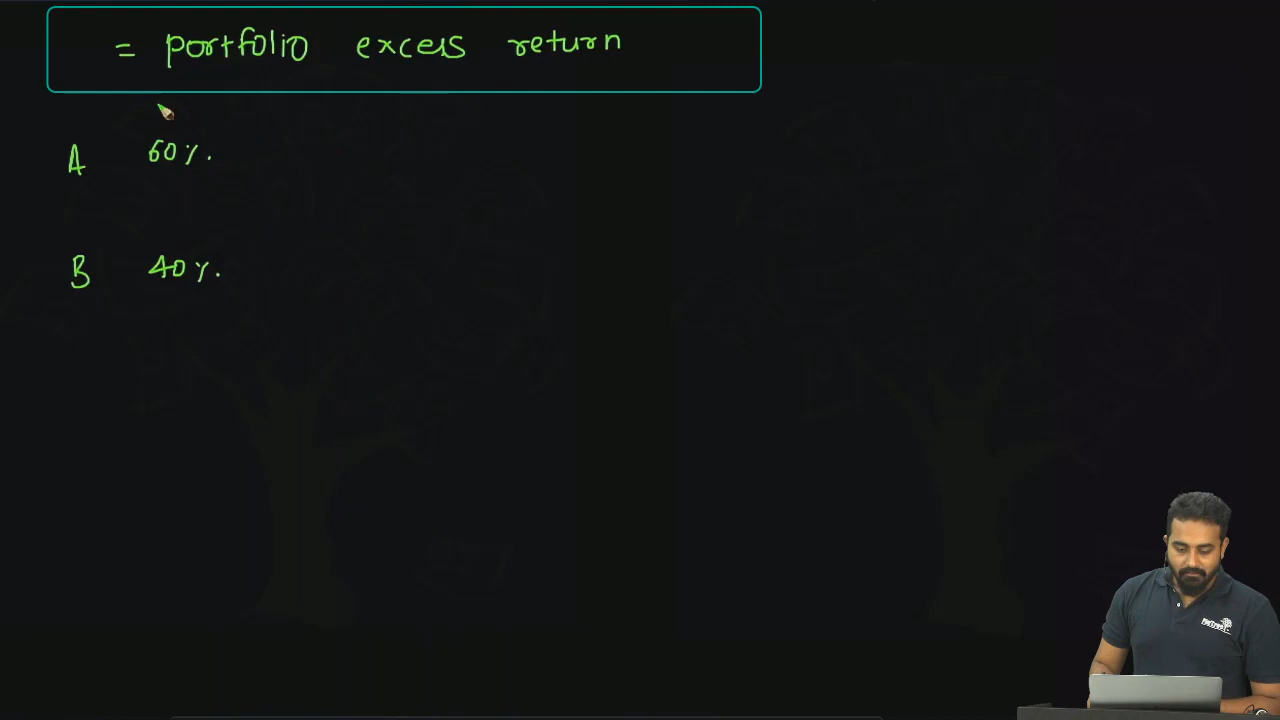 = portfolio excess return
A 60%.
B 40%.